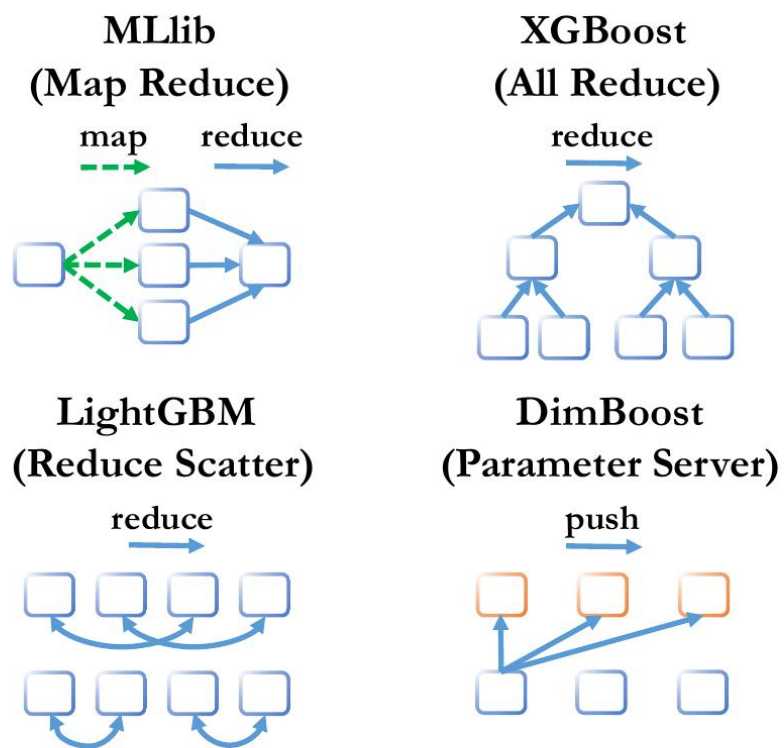 MLlib
(Map Reduce)
map
reduce
XGBoost
(All Reduce)
reduce
LightGBM
(Reduce Scatter)
reduce
DimBoost
(Parameter Server)
push